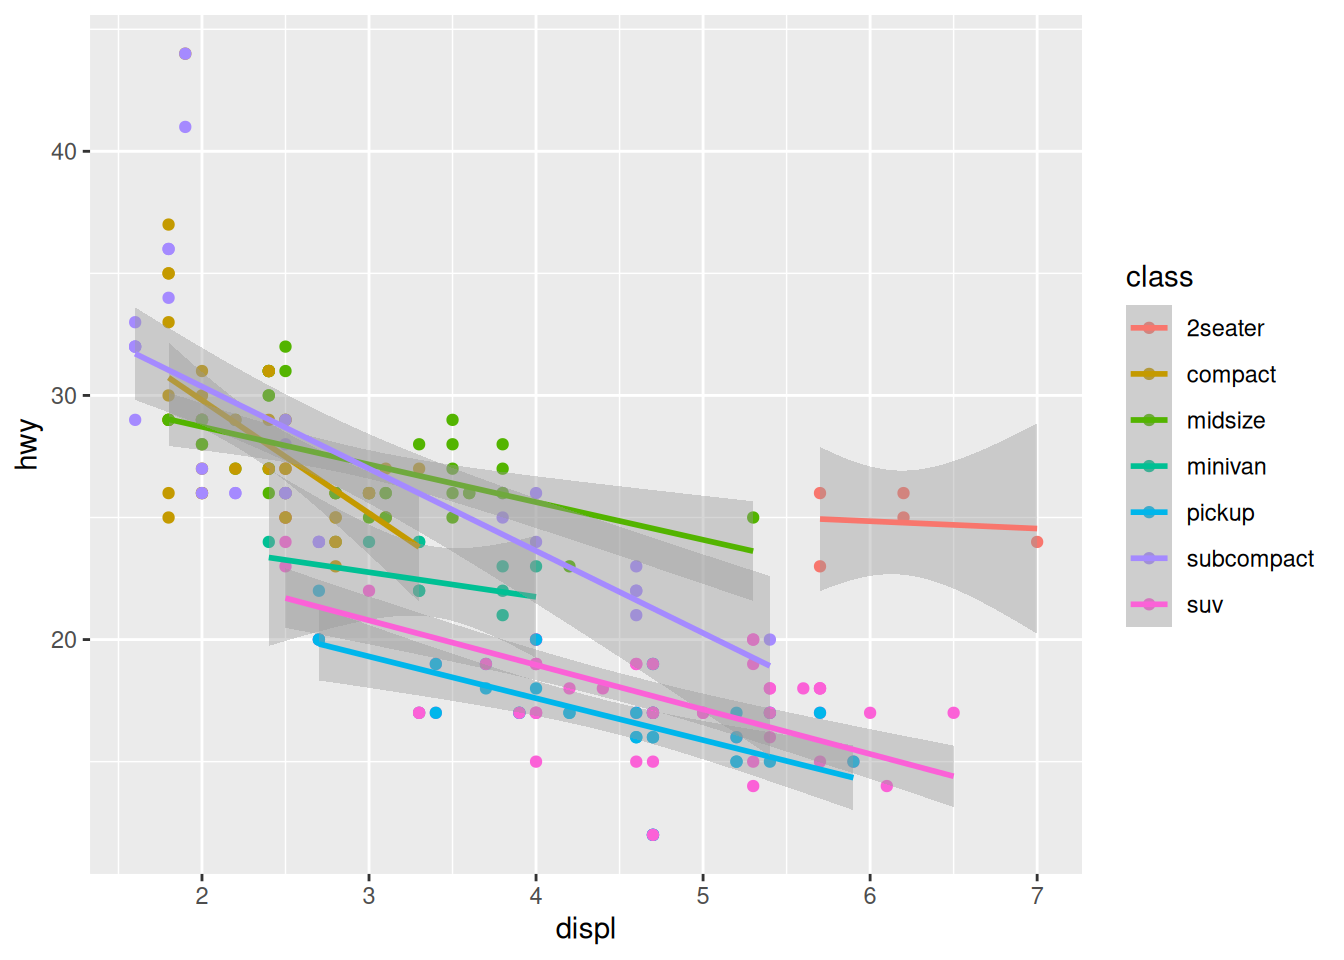 hwy
40
30
20
2 3 4 5 6 7
displ
class
2seater
compact
midsize
minivan
pickup
subcompact
suv